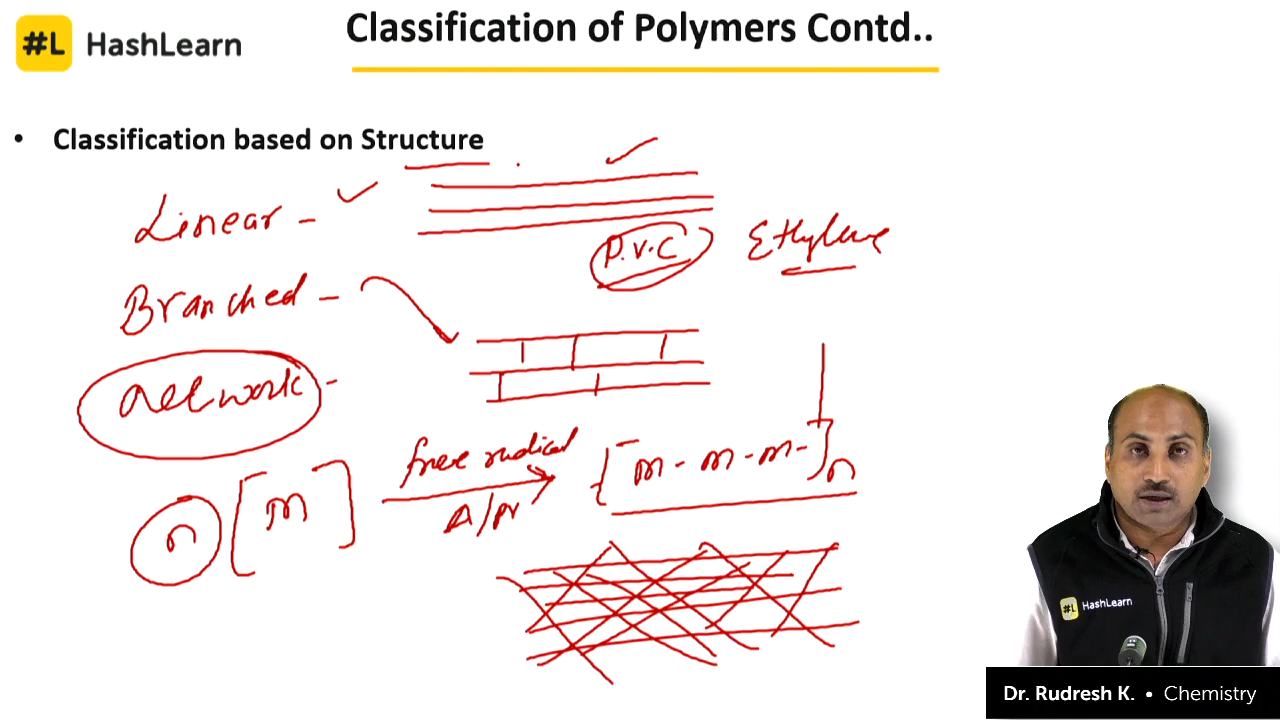 #L HashLearn
Classification of Polymers Contd..
• Classification based on Structure
Linear -
P.V.C Ethylene
Branched -
Network -
free radical
n [m] [m-m-m-]n
Δ/Pr
#L HashLearn
Dr. Rudresh K. • Chemistry